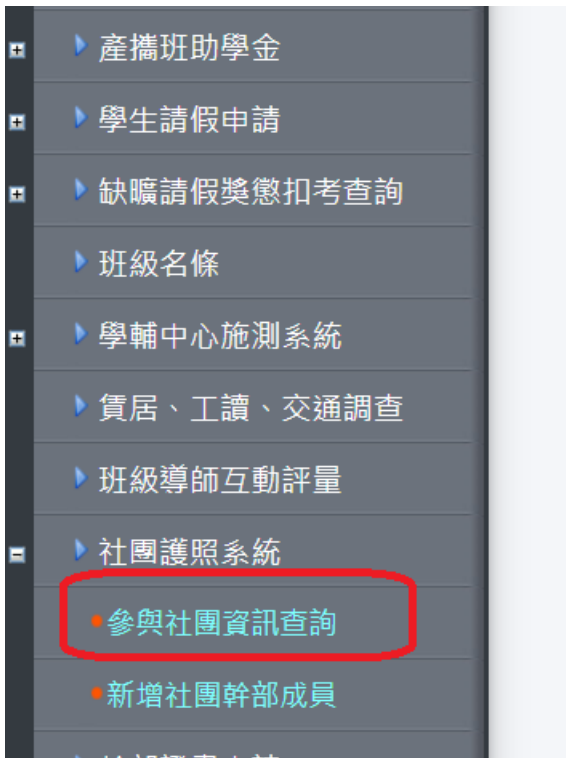 產攜班助學金
學生請假申請
缺曠請假獎懲扣考查詢
班級名條
學輔中心施測系統
賃居、工讀、交通調查
班級導師互動評量
社團護照系統
參與社團資訊查詢
新增社團幹部成員